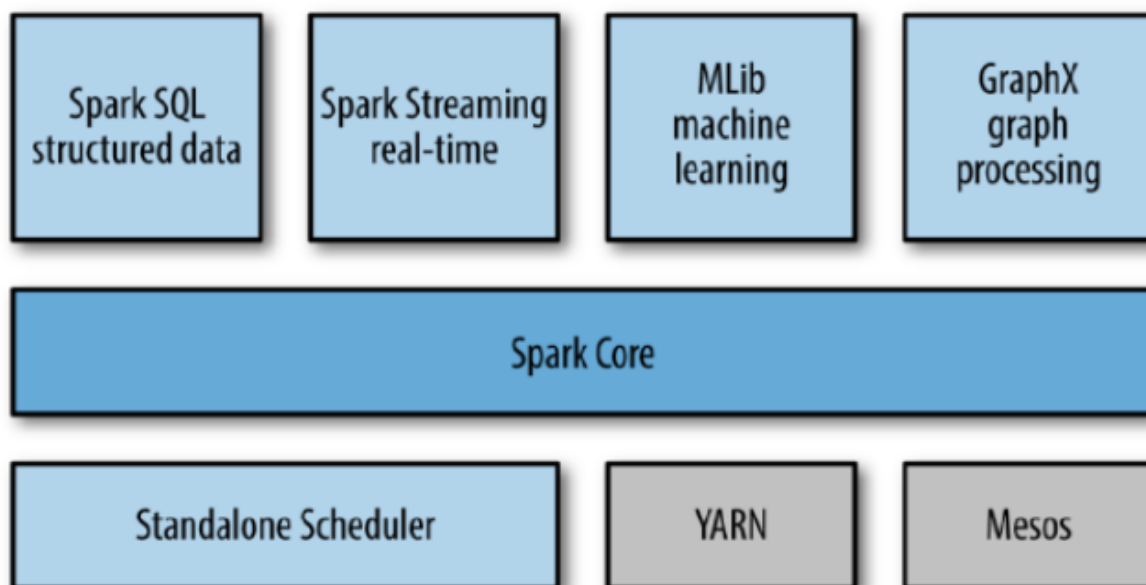 Spark SQL
structured data
Spark Streaming
real-time
MLib
machine
learning
GraphX
graph
processing
Spark Core
Standalone Scheduler
YARN
Mesos